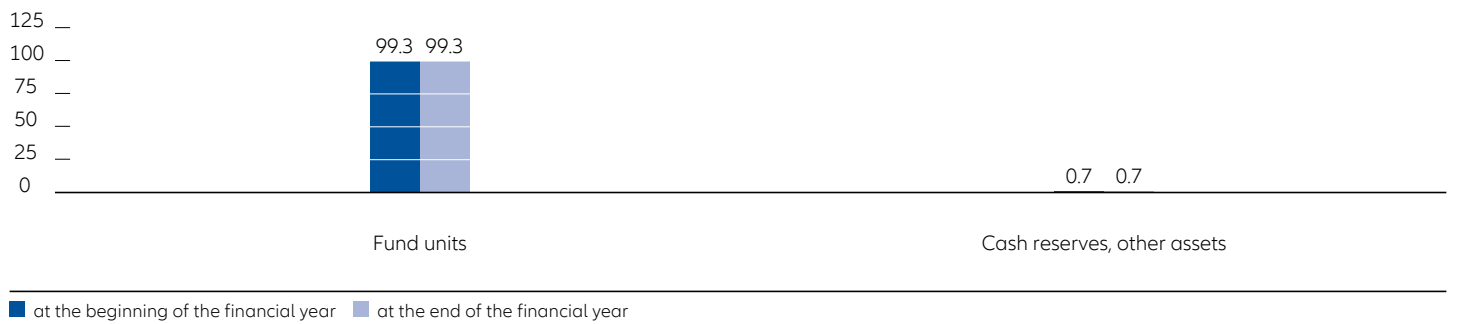 125
100
75
50
25
0
99.3 99.3
0.7 0.7
Fund units
Cash reserves, other assets
at the beginning of the financial year at the end of the financial year